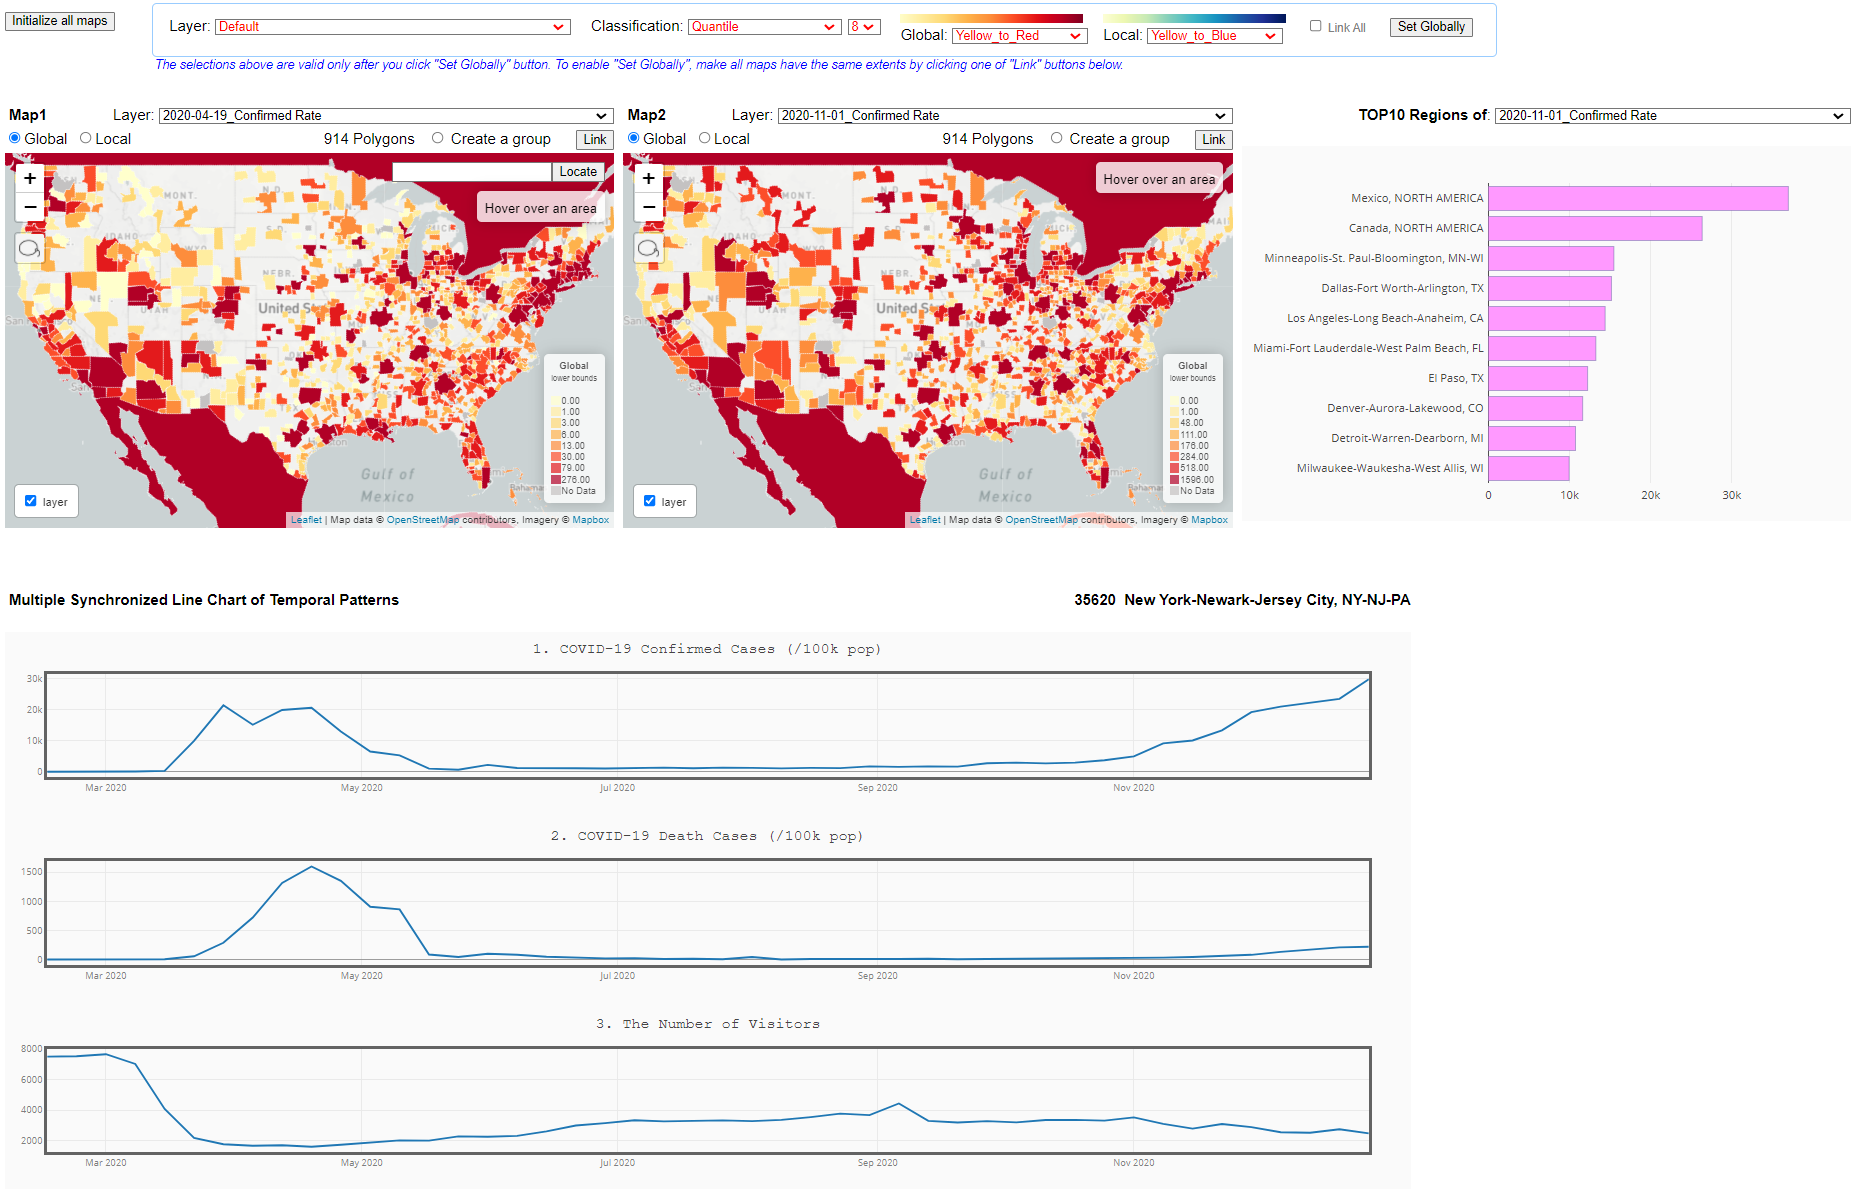 Initialize all maps
Layer: Default Classification: Quantile 8 Global: Yellow_to_Red Local: Yellow_to_Blue Link All Set Globally
The selections above are valid only after you click "Set Globally" button. To enable "Set Globally", make all maps have the same extents by clicking one of "Link" buttons below.
Map1 Layer: 2020-04-19_Confirmed Rate
Global Local 914 Polygons Create a group Link
+ Locate
− Hover over an area
MONT.
N.D.
IDAHO
S.D.
WYO
MICH
NEBR.
UTAH
United St
Houston
Gulf of
Mexico
Bahamas
Global
lower bounds
0.00
1.00
3.00
6.00
13.00
30.00
79.00
276.00
No Data
layer
Leaflet | Map data © OpenStreetMap contributors, Imagery © Mapbox
Map2 Layer: 2020-11-01_Confirmed Rate
Global Local 914 Polygons Create a group Link
+ Hover over an area
−
MONT.
N.D.
IDAHO
S.D.
WYO
NEBR.
UTAH
United St
Gulf of
Mexico
Global
lower bounds
0.00
1.00
48.00
111.00
176.00
284.00
518.00
1596.00
No Data
layer
Leaflet | Map data © OpenStreetMap contributors, Imagery © Mapbox
TOP10 Regions of: 2020-11-01_Confirmed Rate
Mexico, NORTH AMERICA
Canada, NORTH AMERICA
Minneapolis-St. Paul-Bloomington, MN-WI
Dallas-Fort Worth-Arlington, TX
Los Angeles-Long Beach-Anaheim, CA
Miami-Fort Lauderdale-West Palm Beach, FL
El Paso, TX
Denver-Aurora-Lakewood, CO
Detroit-Warren-Dearborn, MI
Milwaukee-Waukesha-West Allis, WI
0 10k 20k 30k
Multiple Synchronized Line Chart of Temporal Patterns 35620 New York-Newark-Jersey City, NY-NJ-PA
1. COVID-19 Confirmed Cases (/100k pop)
30k
20k
10k
0
Mar 2020 May 2020 Jul 2020 Sep 2020 Nov 2020
2. COVID-19 Death Cases (/100k pop)
1500
1000
500
0
Mar 2020 May 2020 Jul 2020 Sep 2020 Nov 2020
3. The Number of Visitors
8000
6000
4000
2000
Mar 2020 May 2020 Jul 2020 Sep 2020 Nov 2020